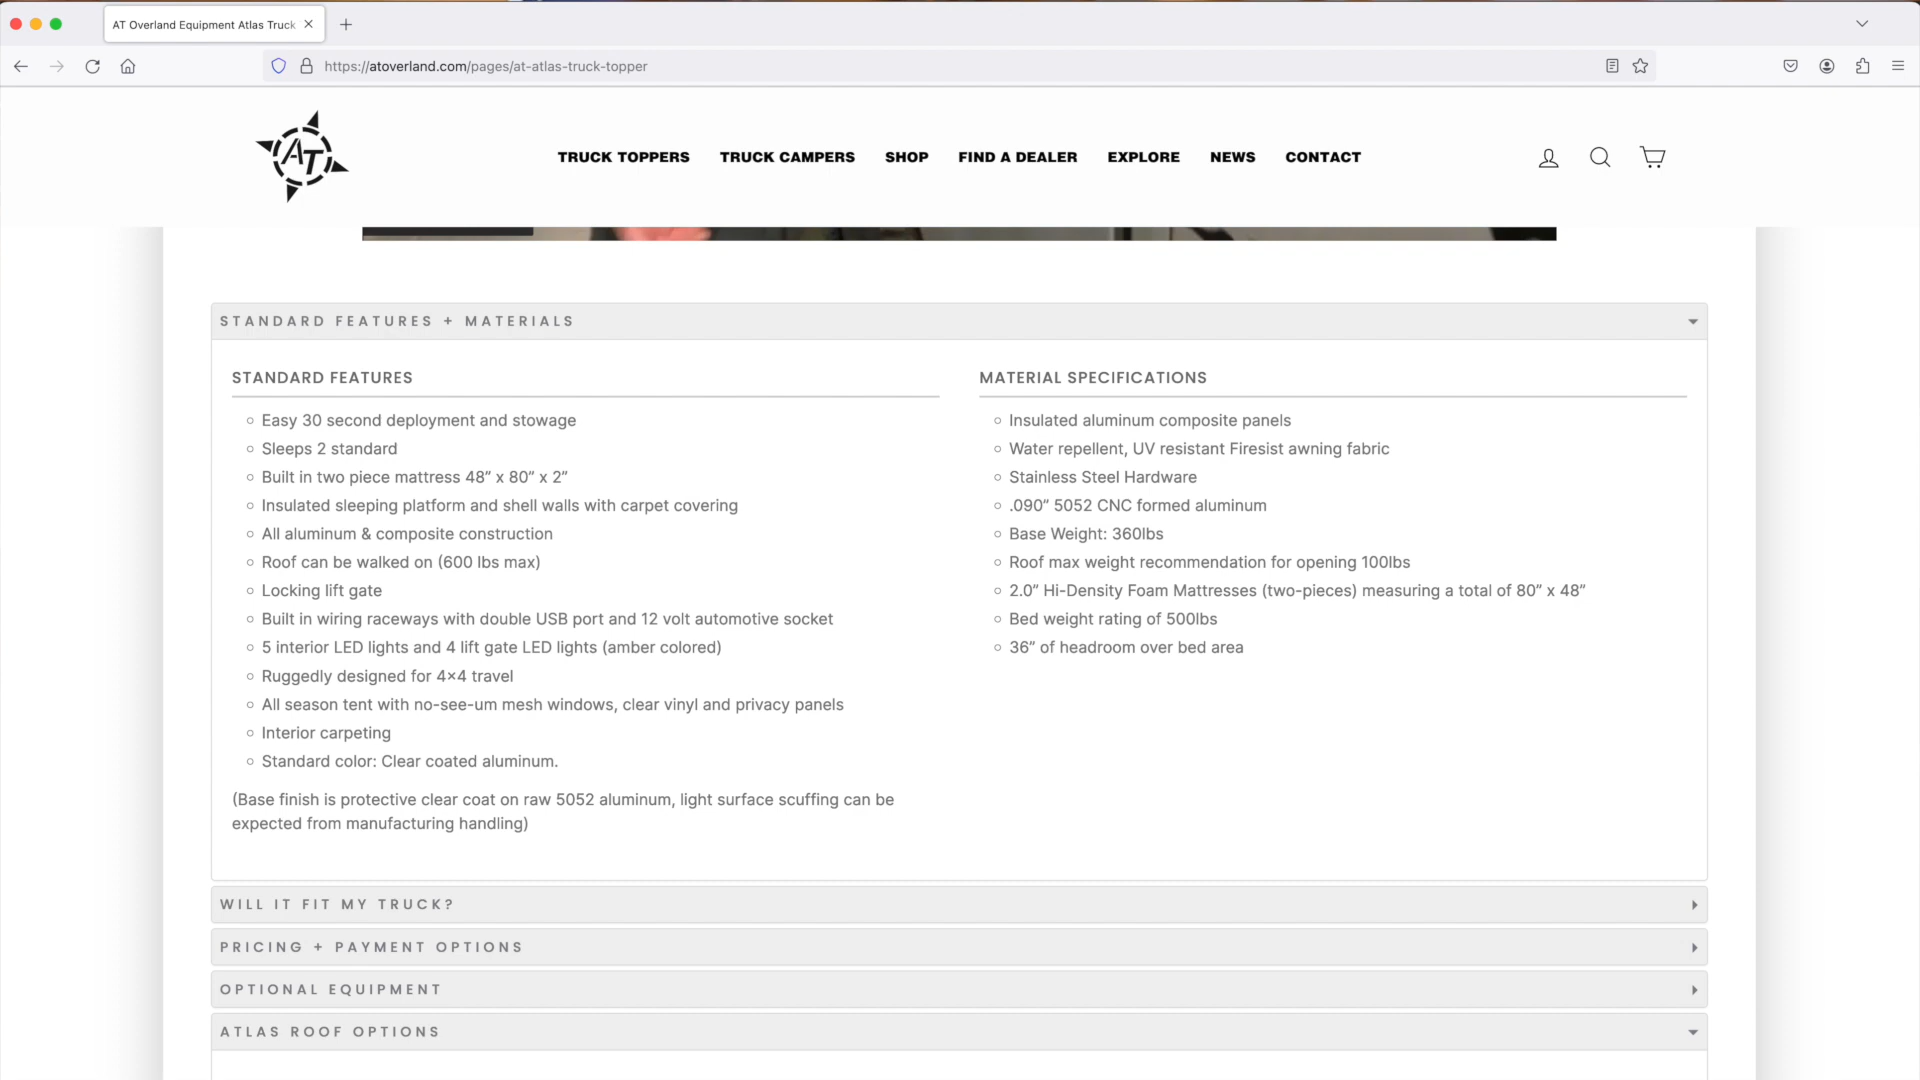 AT Overland Equipment Atlas Truck
https://atoverland.com/pages/at-atlas-truck-topper
AT
TRUCK TOPPERS TRUCK CAMPERS SHOP FIND A DEALER EXPLORE NEWS CONTACT
STANDARD FEATURES + MATERIALS
STANDARD FEATURES
Easy 30 second deployment and stowage
Sleeps 2 standard
Built in two piece mattress 48” x 80” x 2”
Insulated sleeping platform and shell walls with carpet covering
All aluminum & composite construction
Roof can be walked on (600 lbs max)
Locking lift gate
Built in wiring raceways with double USB port and 12 volt automotive socket
5 interior LED lights and 4 lift gate LED lights (amber colored)
Ruggedly designed for 4×4 travel
All season tent with no-see-um mesh windows, clear vinyl and privacy panels
Interior carpeting
Standard color: Clear coated aluminum.
(Base finish is protective clear coat on raw 5052 aluminum, light surface scuffing can be
expected from manufacturing handling)
MATERIAL SPECIFICATIONS
Insulated aluminum composite panels
Water repellent, UV resistant Firesist awning fabric
Stainless Steel Hardware
.090” 5052 CNC formed aluminum
Base Weight: 360lbs
Roof max weight recommendation for opening 100lbs
2.0” Hi-Density Foam Mattresses (two-pieces) measuring a total of 80” x 48”
Bed weight rating of 500lbs
36” of headroom over bed area
WILL IT FIT MY TRUCK?
PRICING + PAYMENT OPTIONS
OPTIONAL EQUIPMENT
ATLAS ROOF OPTIONS